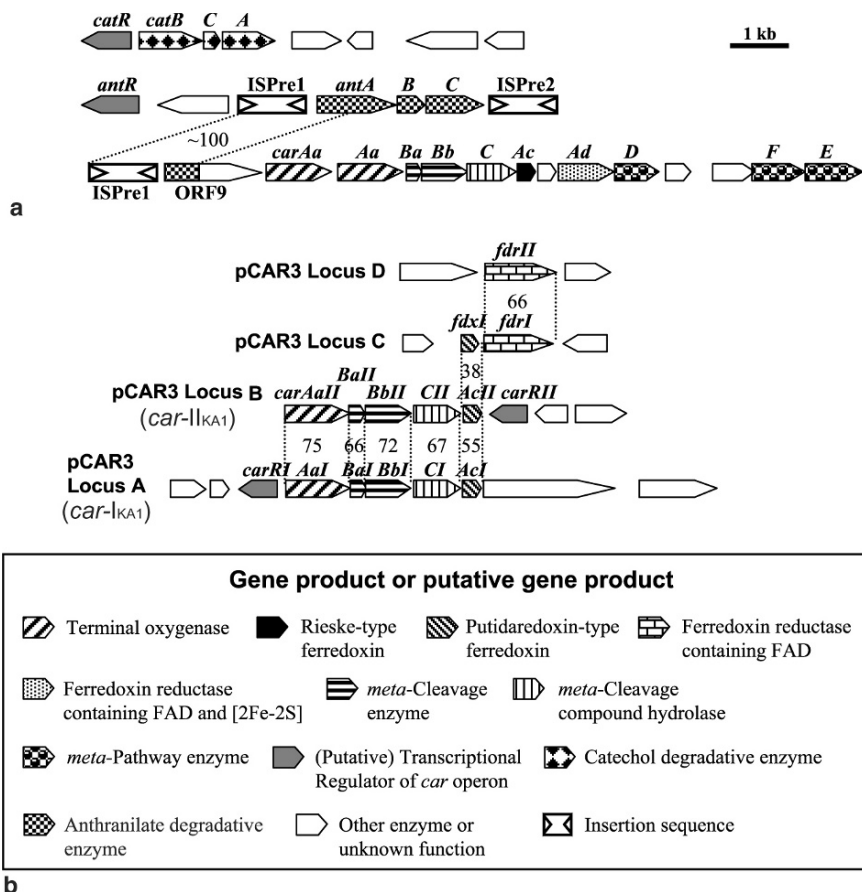 catR catB C A
1 kb
antR ISPre1 antA B C ISPre2
~100
carAa Aa Ba Bb C Ac Ad D F E
ISPre1 ORF9
a
fdrII
pCAR3 Locus D
66
fdxI fdrI
pCAR3 Locus C
BaII 38
pCAR3 Locus B carAaII BbII CII AcII carRII
(car-IIKA1)
75 66 72 67 55
pCAR3 carRI AaI BaI BbI CI AcI
Locus A
(car-IKA1)
Gene product or putative gene product
Terminal oxygenase
Rieske-type
ferredoxin
Putidaredoxin-type
ferredoxin
Ferredoxin reductase
containing FAD
Ferredoxin reductase
containing FAD and [2Fe-2S]
meta-Cleavage
enzyme
meta-Cleavage
compound hydrolase
meta-Pathway enzyme
(Putative) Transcriptional
Regulator of car operon
Catechol degradative enzyme
Anthranilate degradative
enzyme
Other enzyme or
unknown function
Insertion sequence
b